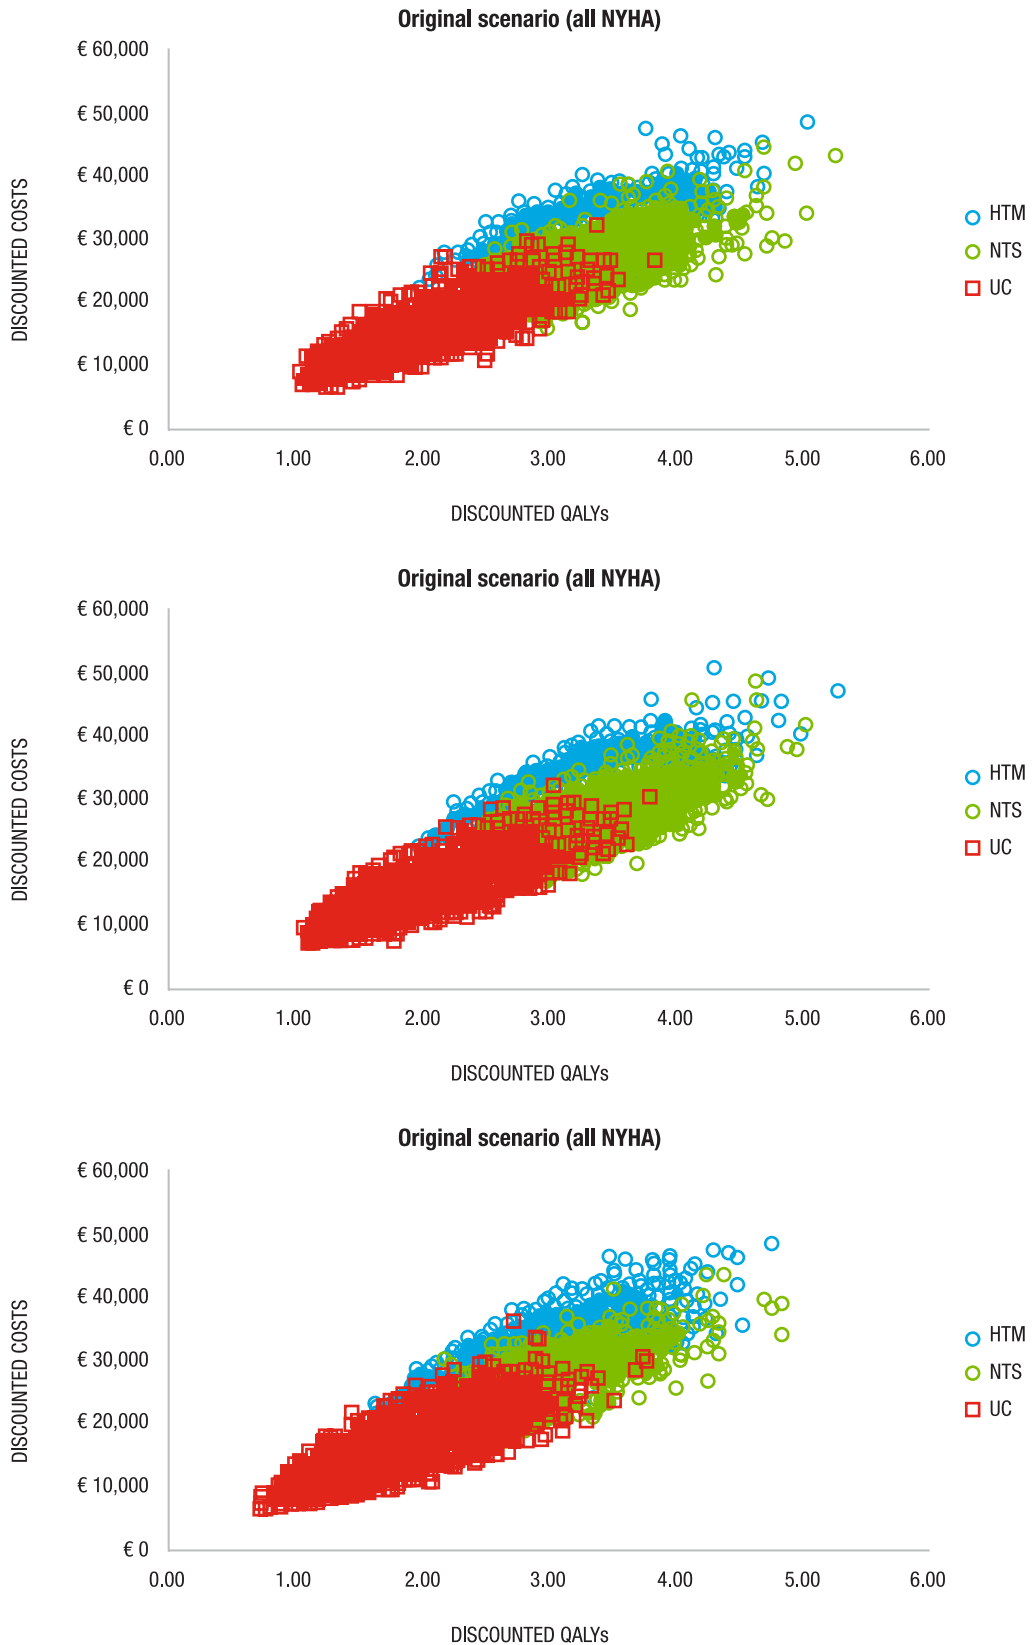 Original scenario (all NYHA)
€ 60,000
€ 50,000
€ 40,000
€ 30,000
€ 20,000
€ 10,000
€ 0
DISCOUNTED COSTS
0.00 1.00 2.00 3.00 4.00 5.00 6.00
DISCOUNTED QALYs
HTM
NTS
UC
Original scenario (all NYHA)
€ 60,000
€ 50,000
€ 40,000
€ 30,000
€ 20,000
€ 10,000
€ 0
DISCOUNTED COSTS
0.00 1.00 2.00 3.00 4.00 5.00 6.00
DISCOUNTED QALYs
HTM
NTS
UC
Original scenario (all NYHA)
€ 60,000
€ 50,000
€ 40,000
€ 30,000
€ 20,000
€ 10,000
€ 0
DISCOUNTED COSTS
0.00 1.00 2.00 3.00 4.00 5.00 6.00
DISCOUNTED QALYs
HTM
NTS
UC